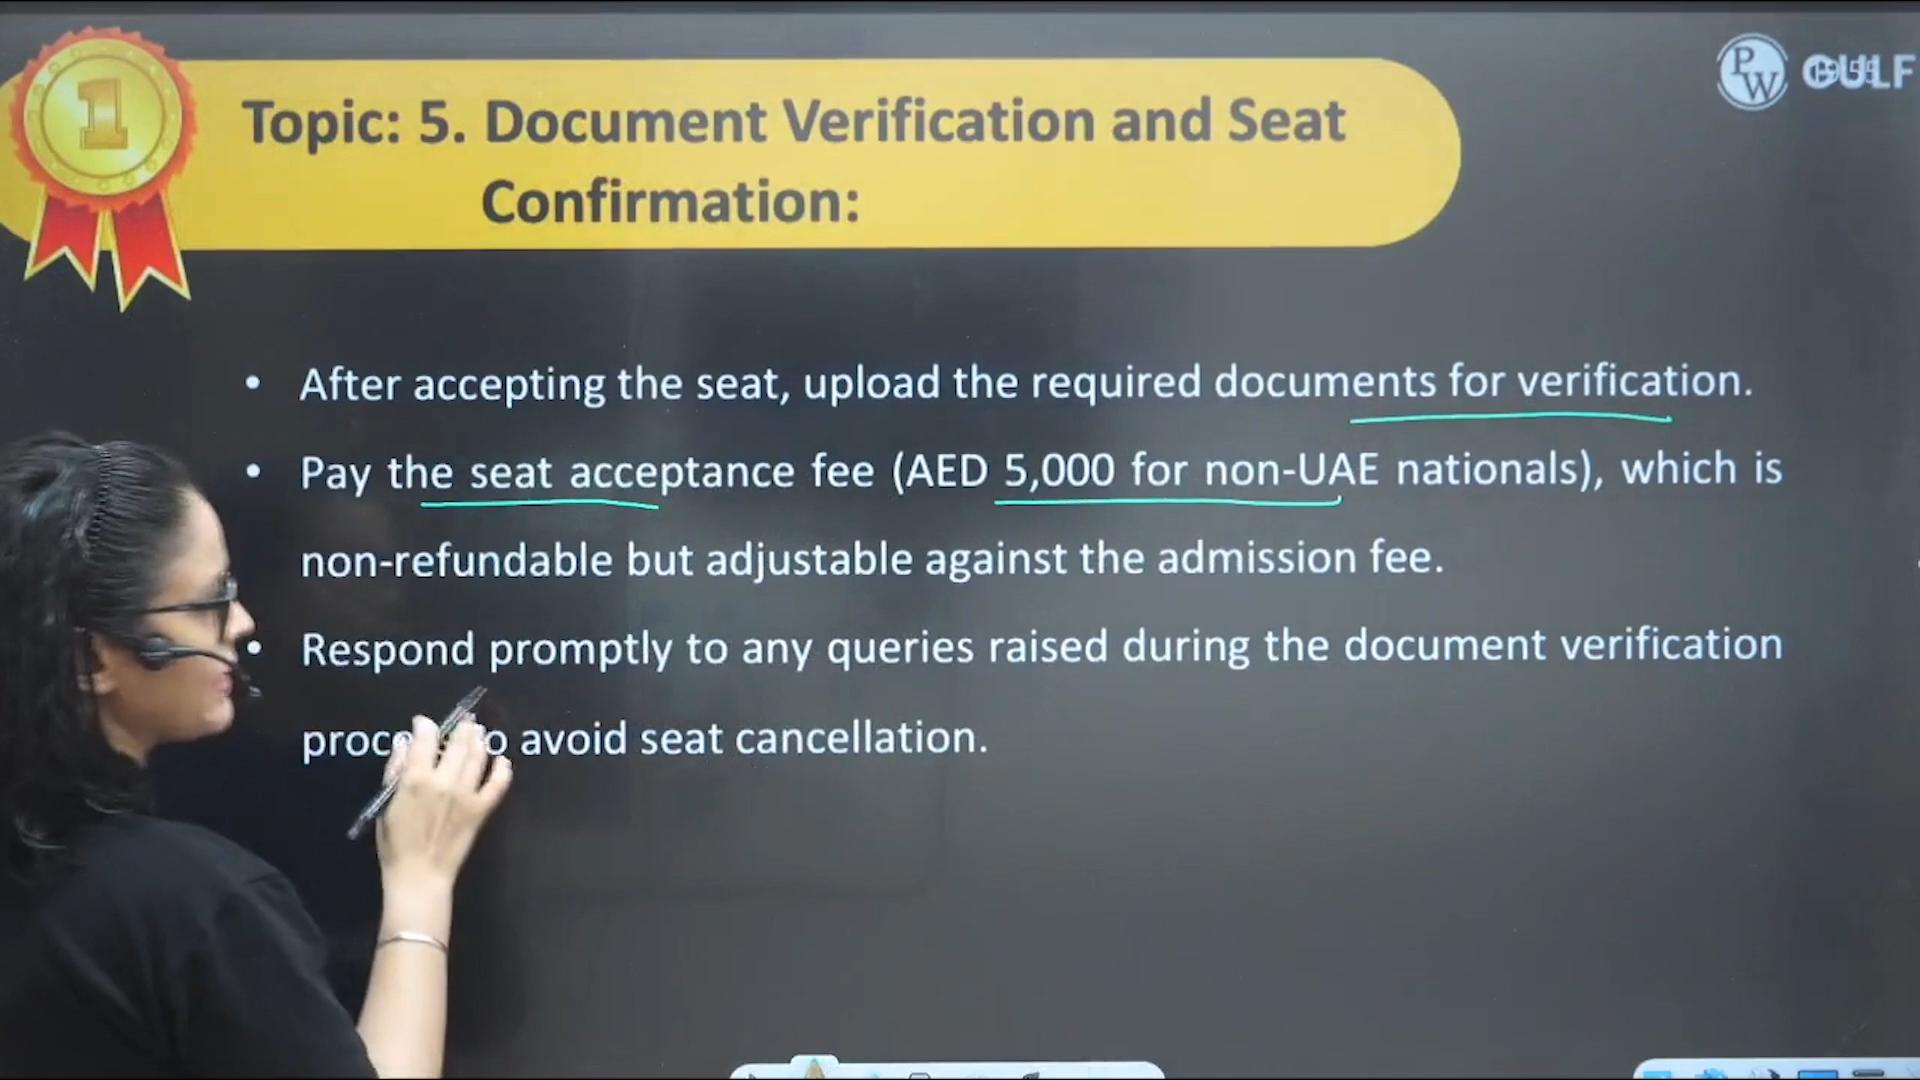 1
PW GULF
Topic: 5. Document Verification and Seat
Confirmation:
• After accepting the seat, upload the required documents for verification.
• Pay the seat acceptance fee (AED 5,000 for non-UAE nationals), which is
non-refundable but adjustable against the admission fee.
• Respond promptly to any queries raised during the document verification
avoid seat cancellation.